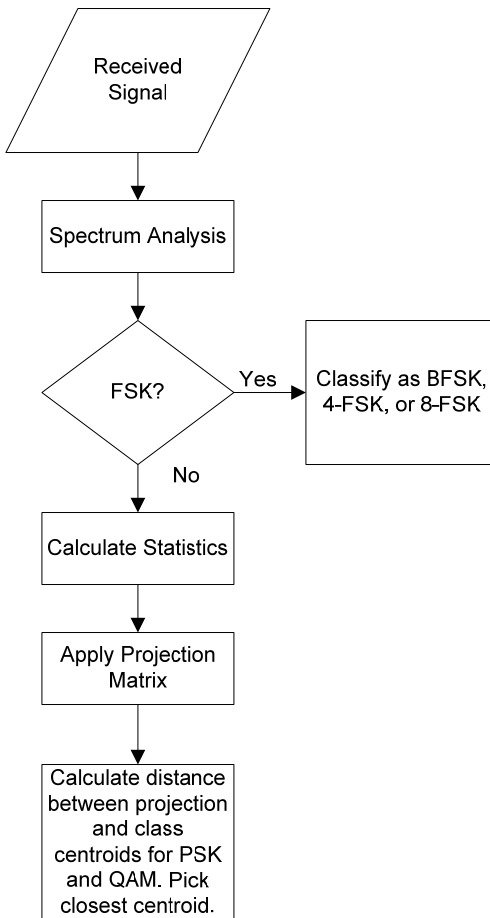 Received
Signal
Spectrum Analysis
FSK?
Yes
Classify as BFSK,
4-FSK, or 8-FSK
No
Calculate Statistics
Apply Projection
Matrix
Calculate distance
between projection
and class
centroids for PSK
and QAM. Pick
closest centroid.